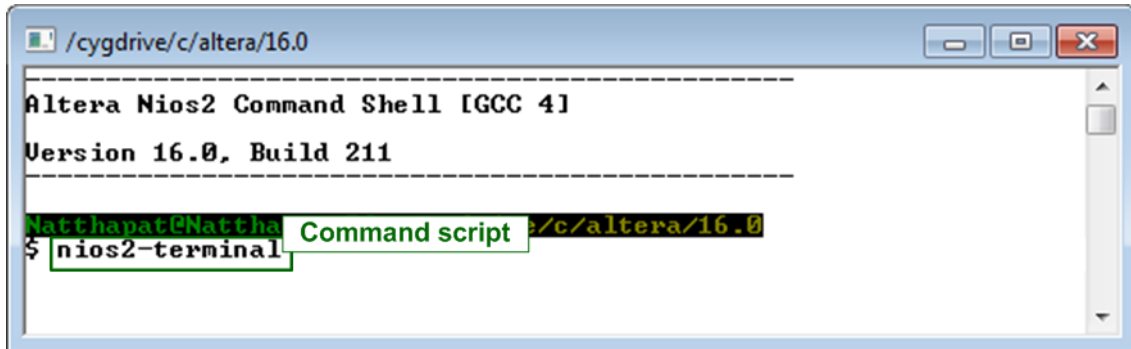 /cygdrive/c/altera/16.0
Altera Nios2 Command Shell [GCC 4]
Version 16.0, Build 211
Natthapat@Nattha
e/c/altera/16.0
Command script
$ nios2-terminal